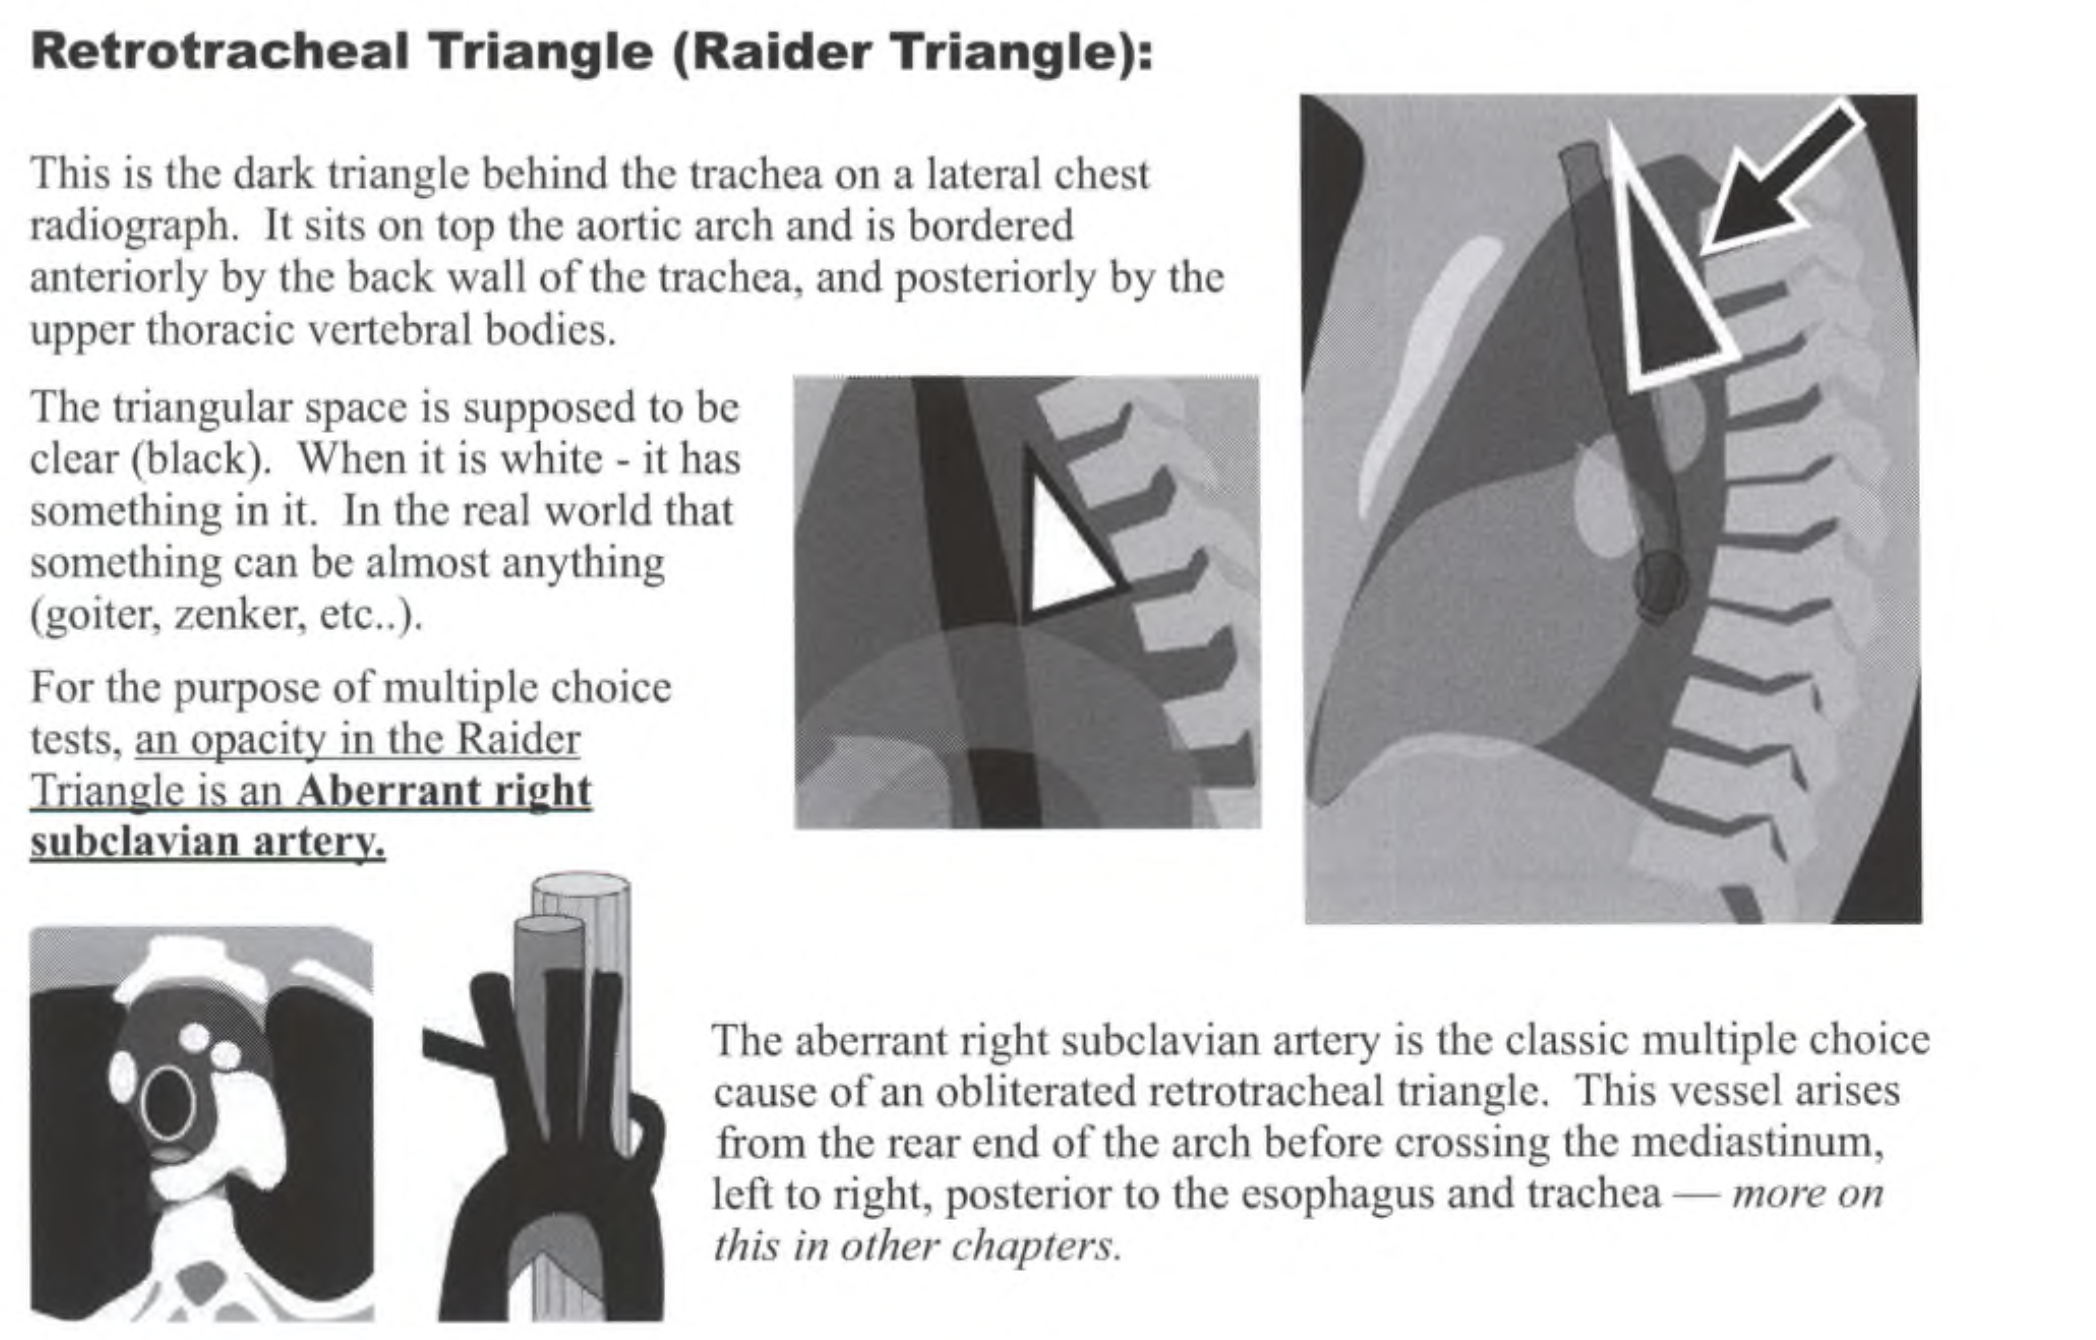 Retrotracheal Triangle (Raider Triangle):
This is the dark triangle behind the trachea on a lateral chest
radiograph. It sits on top the aortic arch and is bordered
anteriorly by the back wall of the trachea, and posteriorly by the
upper thoracic vertebral bodies.
The triangular space is supposed to be
clear (black). When it is white - it has
something in it. In the real world that
something can be almost anything
(goiter, zenker, etc..).
For the purpose of multiple choice
tests, an opacity in the Raider
Triangle is an Aberrant right
subclavian artery.
The aberrant right subclavian artery is the classic multiple choice
cause of an obliterated retrotracheal triangle. This vessel arises
from the rear end of the arch before crossing the mediastinum,
left to right, posterior to the esophagus and trachea — more on
this in other chapters.